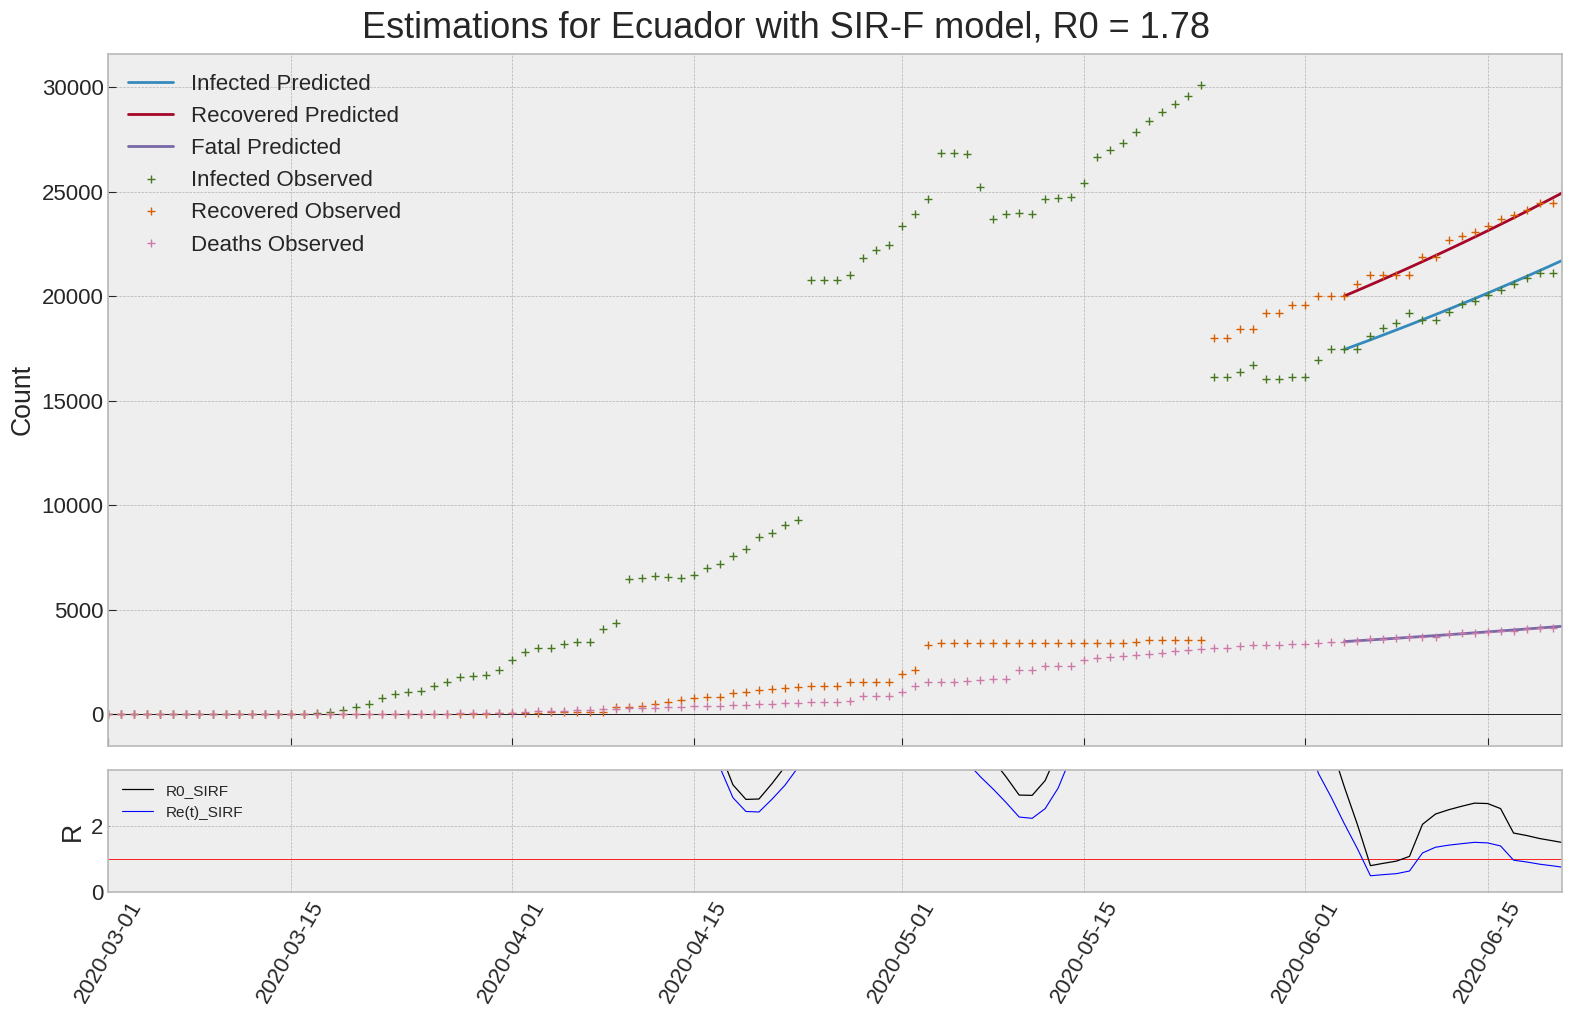 Estimations for Ecuador with SIR-F model, R0 = 1.78
Infected Predicted
Recovered Predicted
Fatal Predicted
Infected Observed
Recovered Observed
Deaths Observed
30000
25000
20000
15000
10000
5000
0
Count
R0_SIRF
Re(t)_SIRF
2
0
R
2020-03-01
2020-03-15
2020-04-01
2020-04-15
2020-05-01
2020-05-15
2020-06-01
2020-06-15